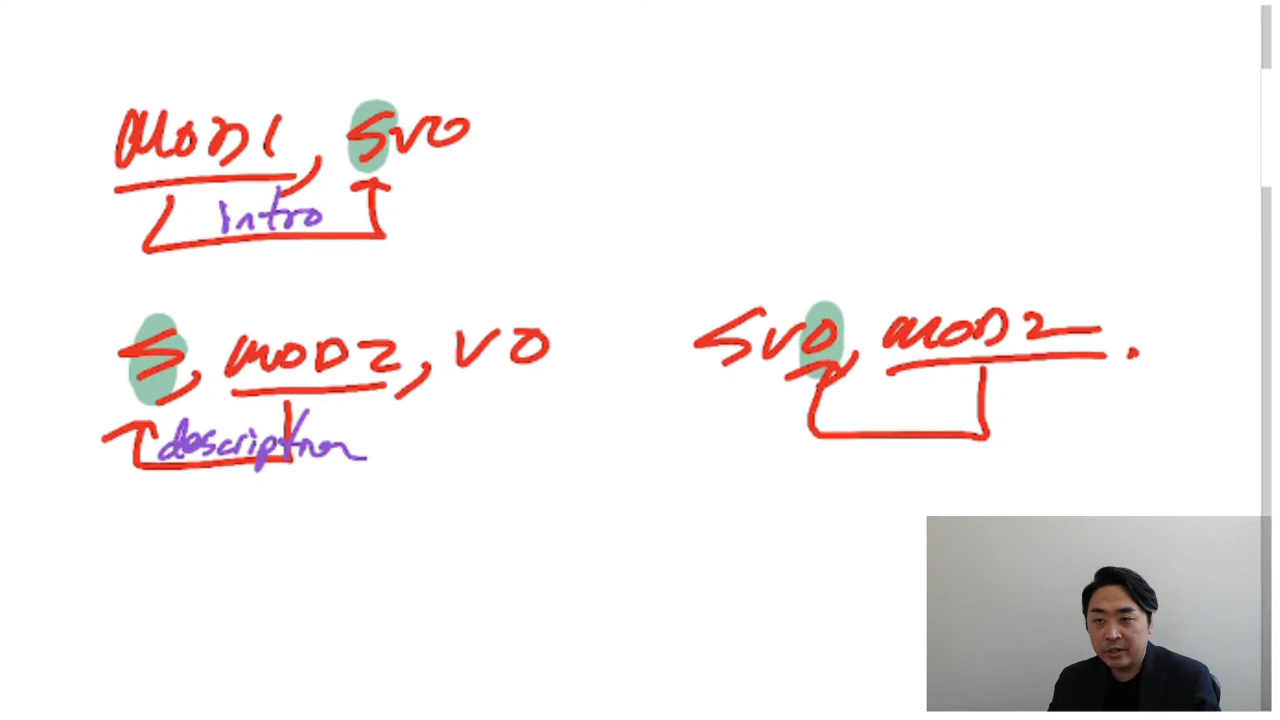 MOD1, SVO
intro
S, MOD2, VO
description
SVO, MOD2.